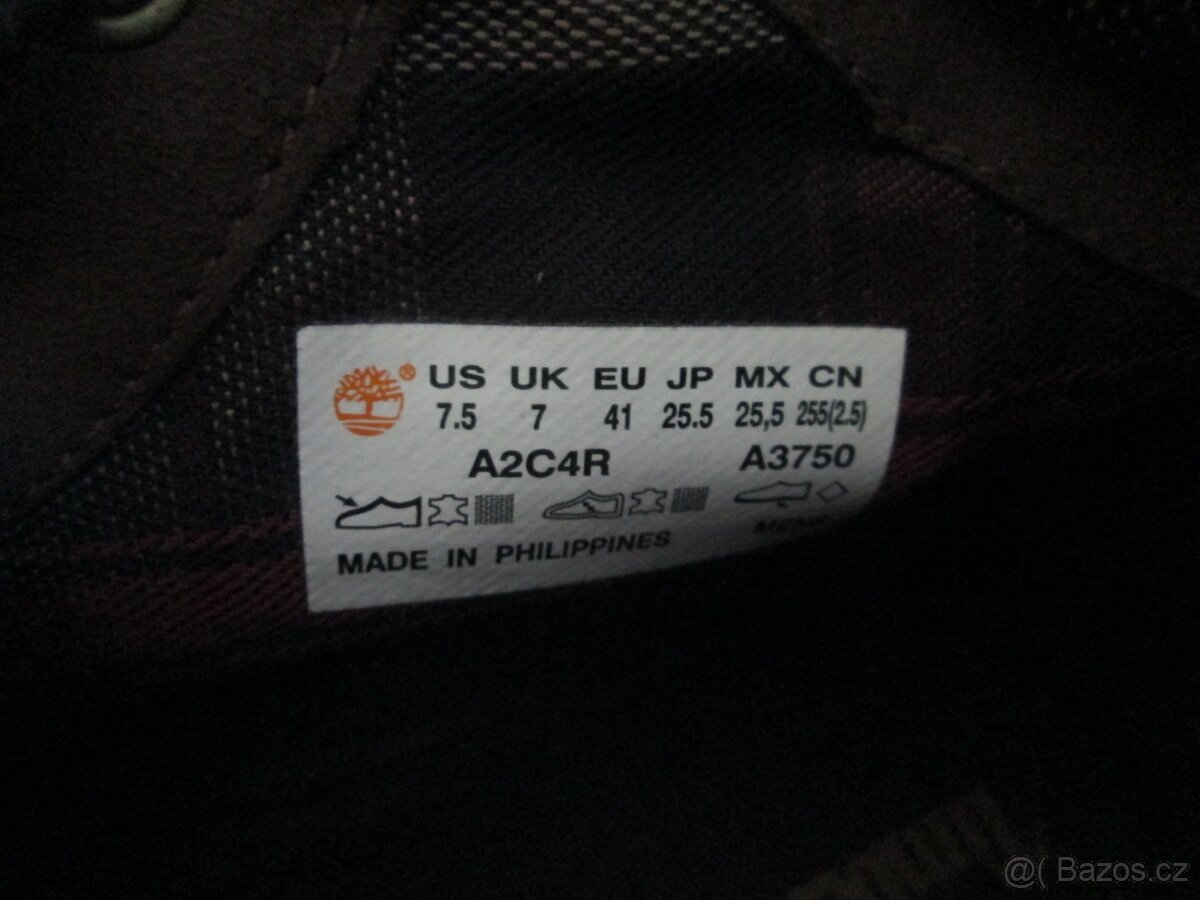 ® US UK EU JP MX CN
7.5 7 41 25.5 25,5 255(2.5)
A2C4R A3750
MADE IN PHILIPPINES
@( Bazos.cz